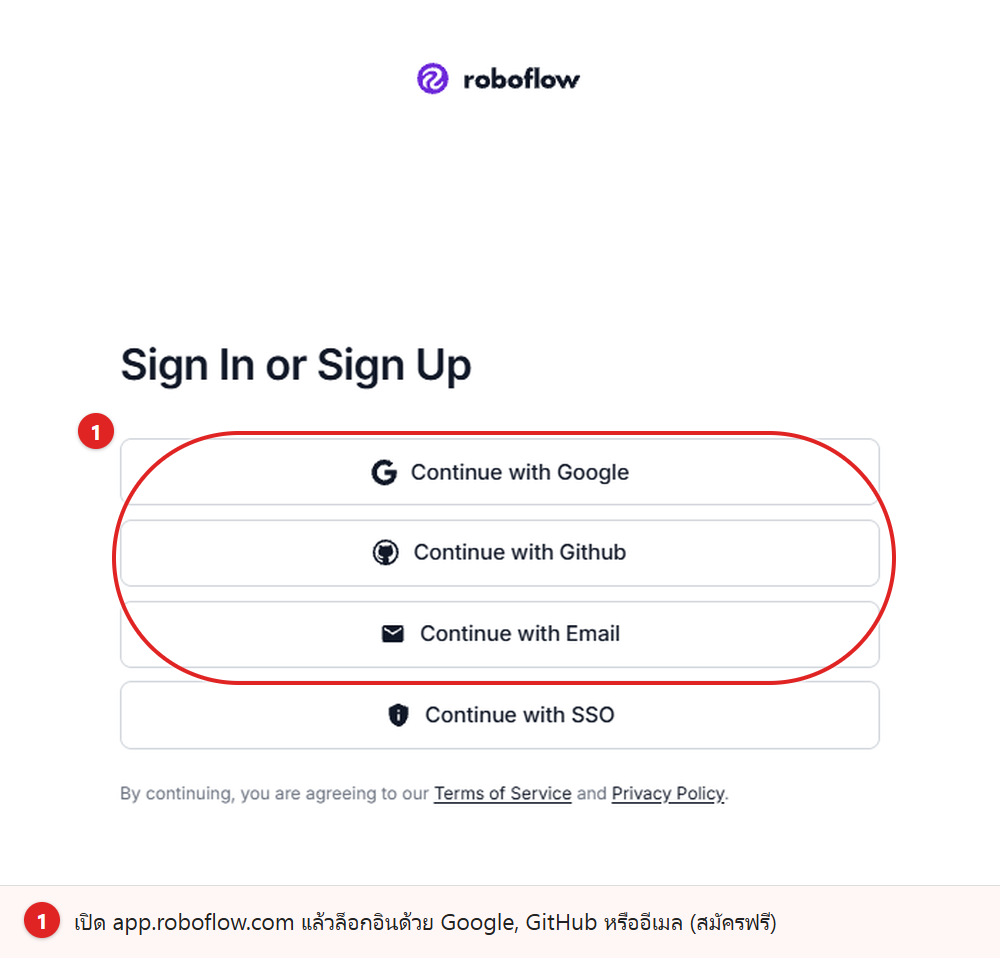 roboflow
Sign In or Sign Up
1
Continue with Google
Continue with Github
Continue with Email
Continue with SSO
By continuing, you are agreeing to our Terms of Service and Privacy Policy.
1 เปิด app.roboflow.com แล้วล็อกอินด้วย Google, GitHub หรืออีเมล (สมัครฟรี)